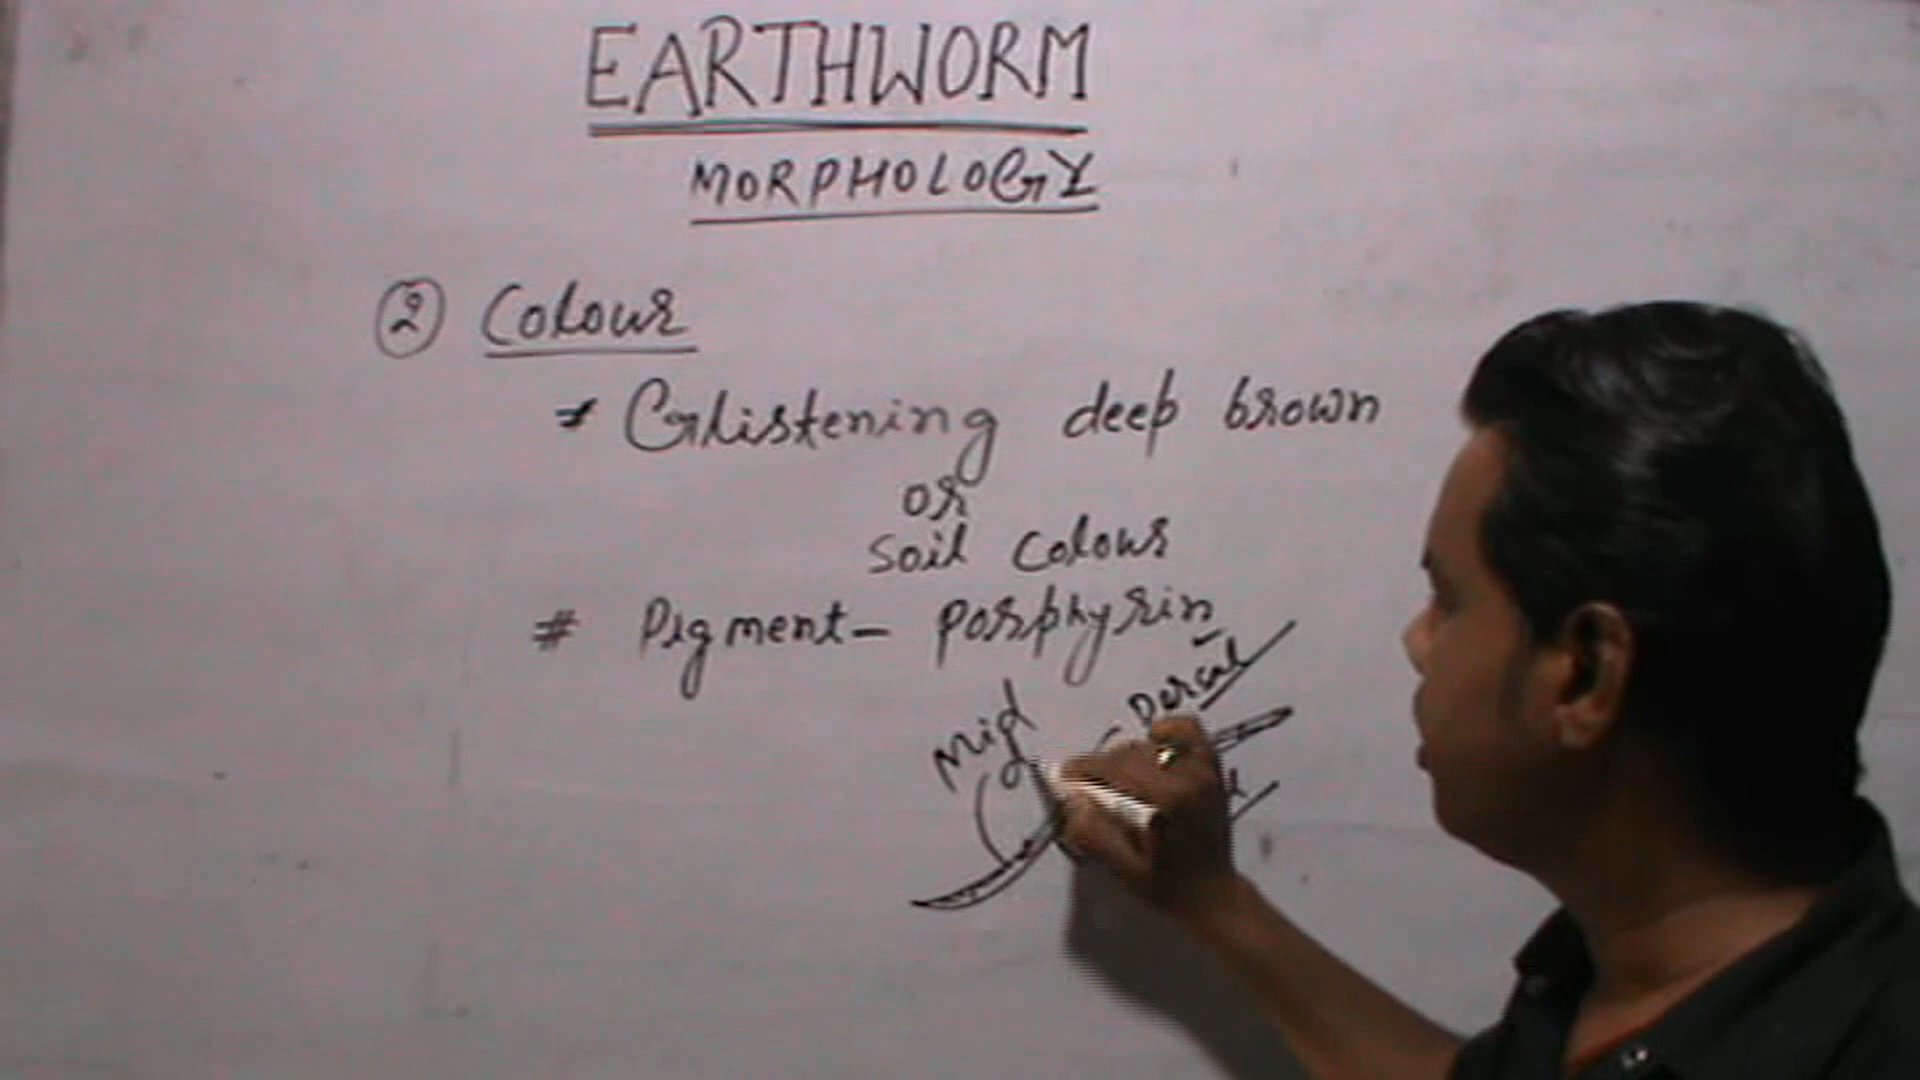 EARTHWORM
MORPHOLOGY
② Colour
* Glistening deep brown
or
soil colour
# Pigment - porphyrin
Dorsal
Mid